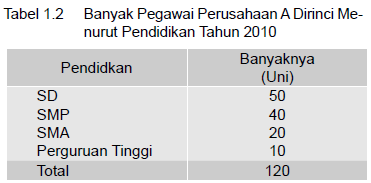 Tabel 1.2 Banyak Pegawai Perusahaan A Dirinci Me-
nurut Pendidikan Tahun 2010
Pendidkan Banyaknya
(Uni)
SD 50
SMP 40
SMA 20
Perguruan Tinggi 10
Total 120